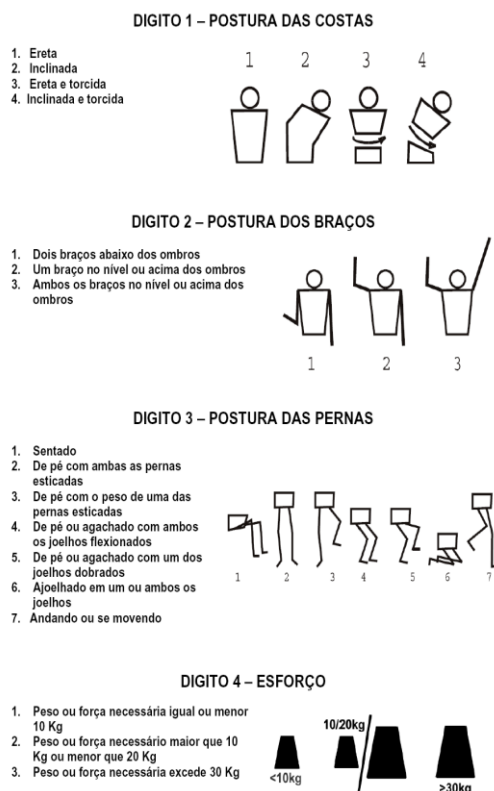 DIGITO 1 – POSTURA DAS COSTAS
1. Ereta
2. Inclinada
3. Ereta e torcida
4. Inclinada e torcida
1 2 3 4
DIGITO 2 – POSTURA DOS BRAÇOS
1. Dois braços abaixo dos ombros
2. Um braço no nível ou acima dos ombros
3. Ambos os braços no nível ou acima dos
ombros
1 2 3
DIGITO 3 – POSTURA DAS PERNAS
1. Sentado
2. De pé com ambas as pernas
esticadas
3. De pé com o peso de uma das
pernas esticadas
4. De pé ou agachado com ambos
os joelhos flexionados
5. De pé ou agachado com um dos
joelhos dobrados
6. Ajoelhado em um ou ambos os
joelhos
7. Andando ou se movendo
1 2 3 4 5 6 7
DIGITO 4 – ESFORÇO
1. Peso ou força necessária igual ou menor
10 Kg
2. Peso ou força necessário maior que 10
Kg ou menor que 20 Kg
3. Peso ou força necessária excede 30 Kg
10/20kg
<10kg
>30kg